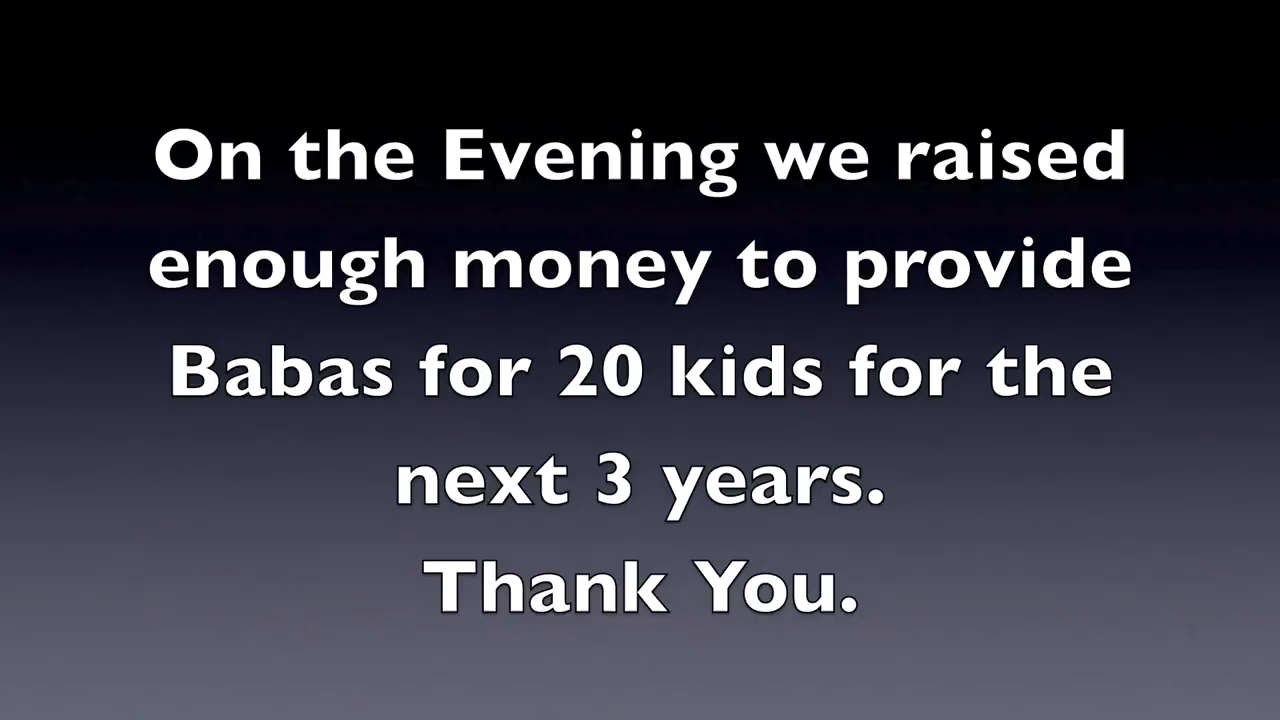 On the Evening we raised
enough money to provide
Babas for 20 kids for the
next 3 years.
Thank You.